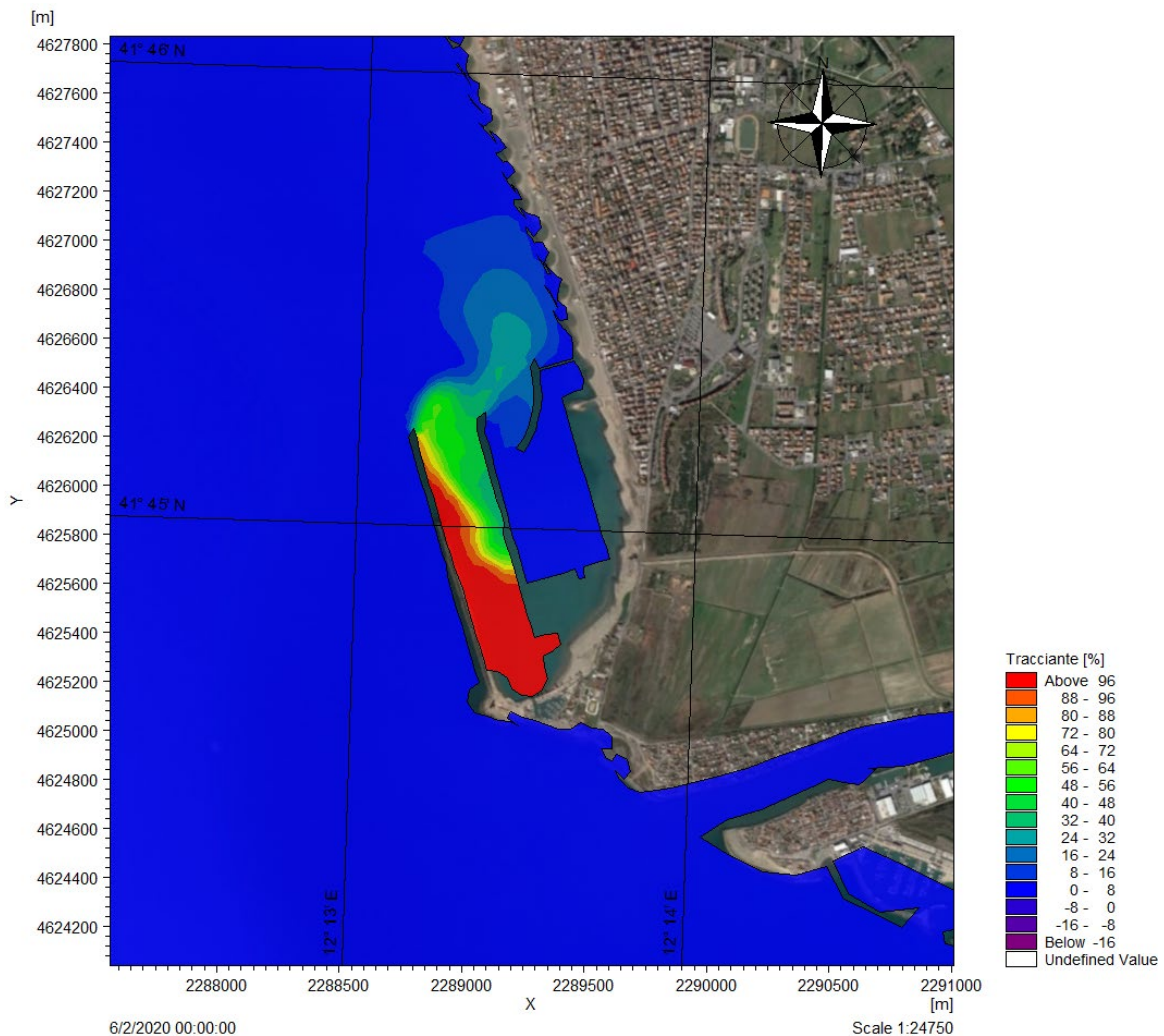 [m]
4627800
4627600
4627400
4627200
4627000
4626800
4626600
4626400
4626200
4626000
4625800
4625600
4625400
4625200
4625000
4624800
4624600
4624400
4624200
Y
41° 46' N
41° 45' N
12° 13' E
12° 14' E
N
2288000 2288500 2289000 2289500 2290000 2290500 2291000
X
[m]
6/2/2020 00:00:00
Scale 1:24750
Tracciante [%]
Above 96
88 - 96
80 - 88
72 - 80
64 - 72
56 - 64
48 - 56
40 - 48
32 - 40
24 - 32
16 - 24
8 - 16
0 - 8
-8 - 0
-16 - -8
Below -16
Undefined Value